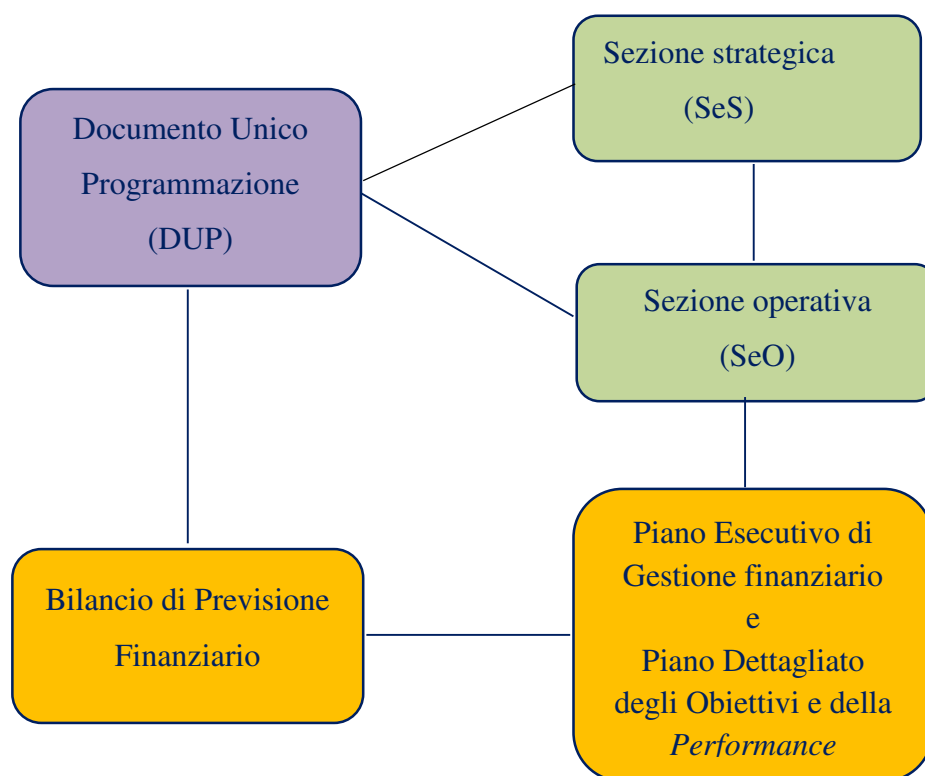 Documento Unico
Programmazione
(DUP)
Sezione strategica
(SeS)
Sezione operativa
(SeO)
Bilancio di Previsione
Finanziario
Piano Esecutivo di
Gestione finanziario
e
Piano Dettagliato
degli Obiettivi e della
Performance